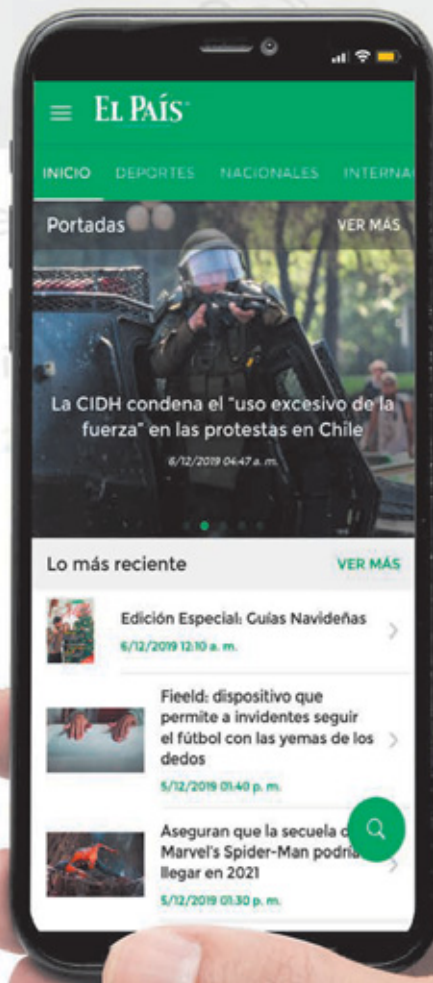 EL PAÍS
INICIO DEPORTES NACIONALES INTERNA
Portadas VER MÁS
La CIDH condena el "uso excesivo de la
fuerza" en las protestas en Chile
6/12/2019 04:47 a. m.
Lo más reciente VER MÁS
Edición Especial: Guías Navideñas
6/12/2019 12:10 a. m.
Fieeld: dispositivo que
permite a invidentes seguir
el fútbol con las yemas de los
dedos
5/12/2019 01:40 p. m.
Aseguran que la secuela d
Marvel's Spider-Man podría
llegar en 2021
5/12/2019 01:30 p. m.